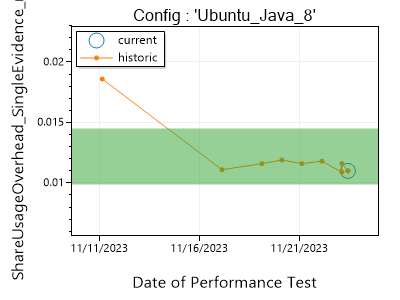 Config : 'Ubuntu_Java_8'
current
historic
0.02
0.015
0.01
11/11/2023
11/16/2023
11/21/2023
Date of Performance Test
ShareUsageOverhead_SingleEvidence_